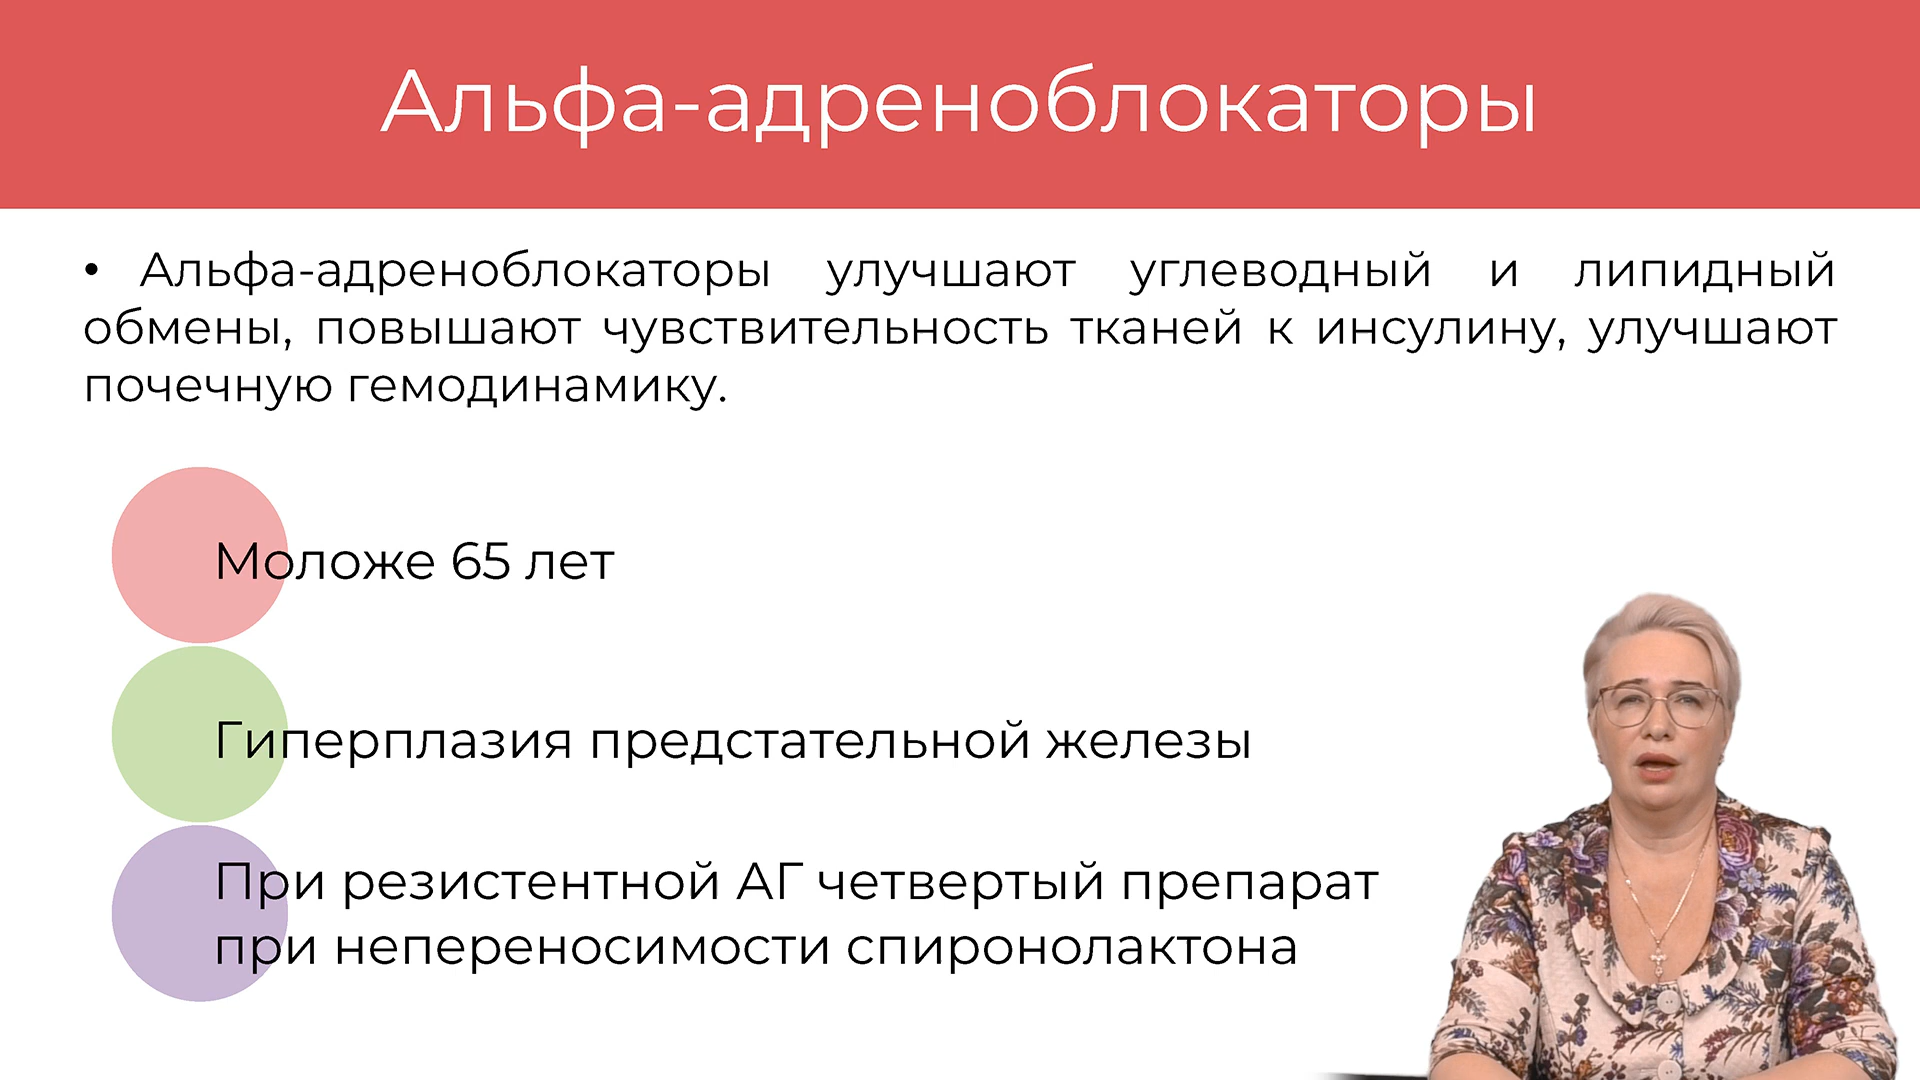 Альфа-адреноблокаторы
• Альфа-адреноблокаторы улучшают углеводный и липидный
обмены, повышают чувствительность тканей к инсулину, улучшают
почечную гемодинамику.
Моложе 65 лет
Гиперплазия предстательной железы
При резистентной АГ четвертый препарат
при непереносимости спиронолактона